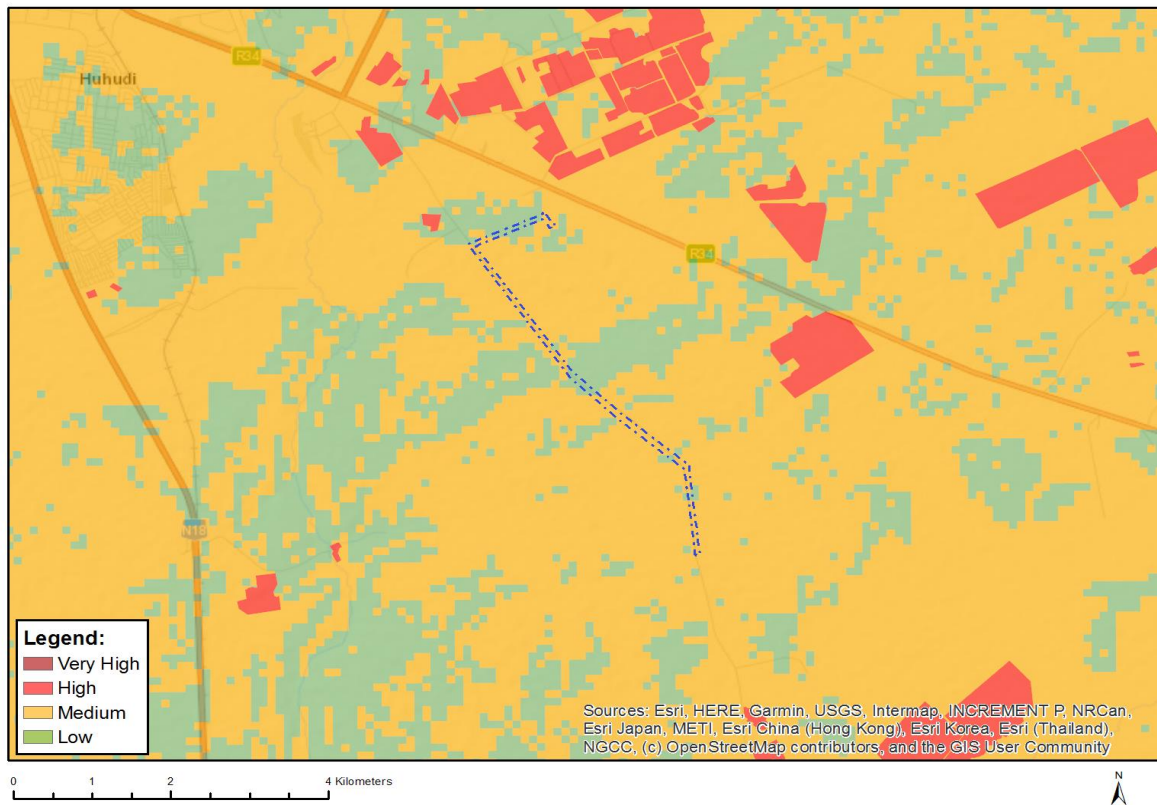 R34
Huhudi
R34
N18
Legend:
Very High
High
Medium
Low
Sources: Esri, HERE, Garmin, USGS, Intermap, INCREMENT P, NRCan,
Esri Japan, METI, Esri China (Hong Kong), Esri Korea, Esri (Thailand),
NGCC, (c) OpenStreetMap contributors, and the GIS User Community
0 1 2 4 Kilometers
N